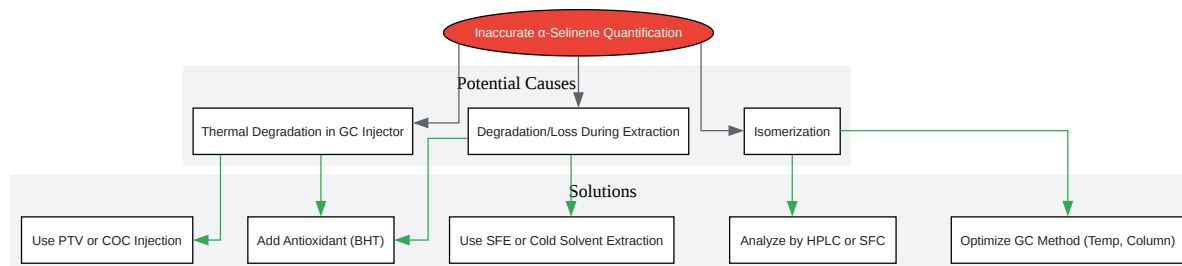 Inaccurate α-Selinene Quantification
Potential Causes
Thermal Degradation in GC Injector
Degradation/Loss During Extraction
Isomerization
Solutions
Use PTV or COC Injection
Add Antioxidant (BHT)
Use SFE or Cold Solvent Extraction
Analyze by HPLC or SFC
Optimize GC Method (Temp, Column)